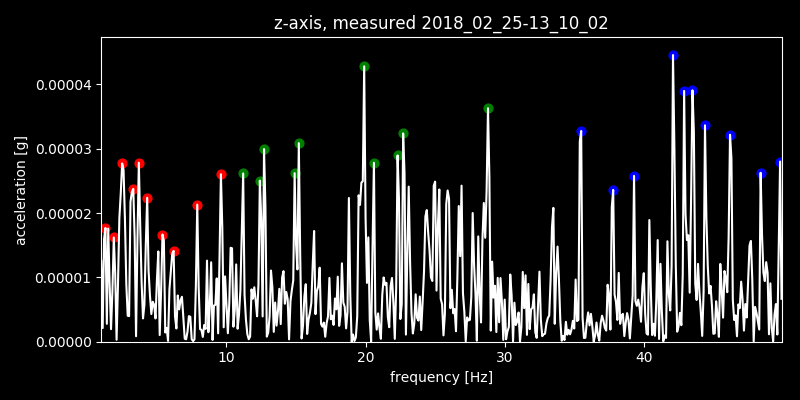 z-axis, measured 2018_02_25-13_10_02
acceleration [g]
0.00004
0.00003
0.00002
0.00001
0.00000
10 20 30 40
frequency [Hz]